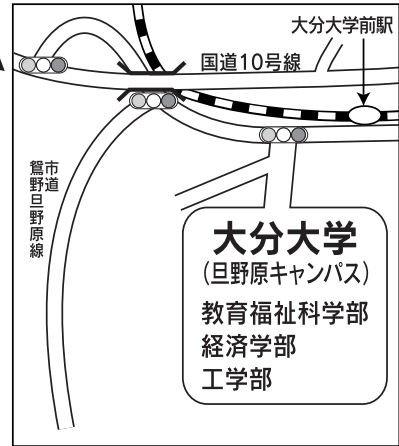 大分大学前駅
国道10号線
市道
鴛野旦野原線
大分大学
(旦野原キャンパス)
教育福祉科学部
経済学部
工学部